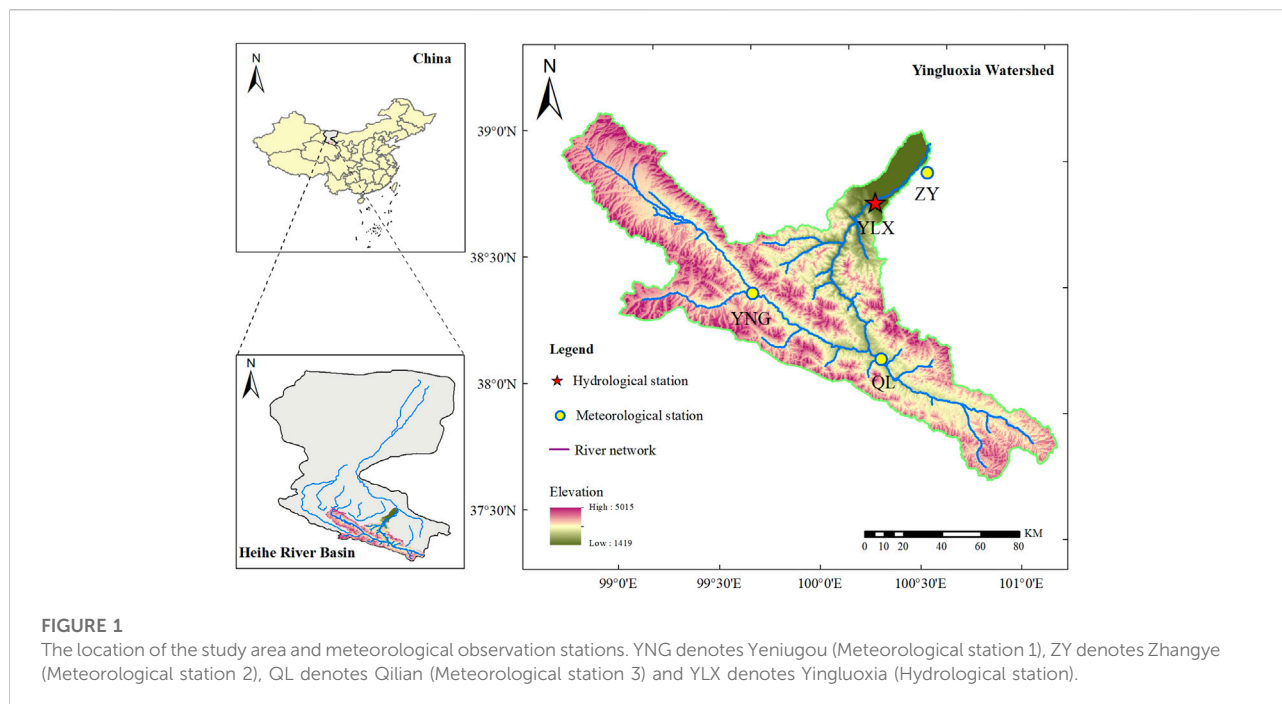 N
China
N
Heihe River Basin
N
Yingluoxia Watershed
39°0'N
38°30'N
38°0'N
37°30'N
ZY
YLX
YNG
QL
Legend
Hydrological station
Meteorological station
River network
Elevation
High : 5015
Low : 1419
KM
0 10 20 40 60 80
99°0'E 99°30'E 100°0'E 100°30'E 101°0'E
FIGURE 1
The location of the study area and meteorological observation stations. YNG denotes Yeniugou (Meteorological station 1), ZY denotes Zhangye
(Meteorological station 2), QL denotes Qilian (Meteorological station 3) and YLX denotes Yingluoxia (Hydrological station).